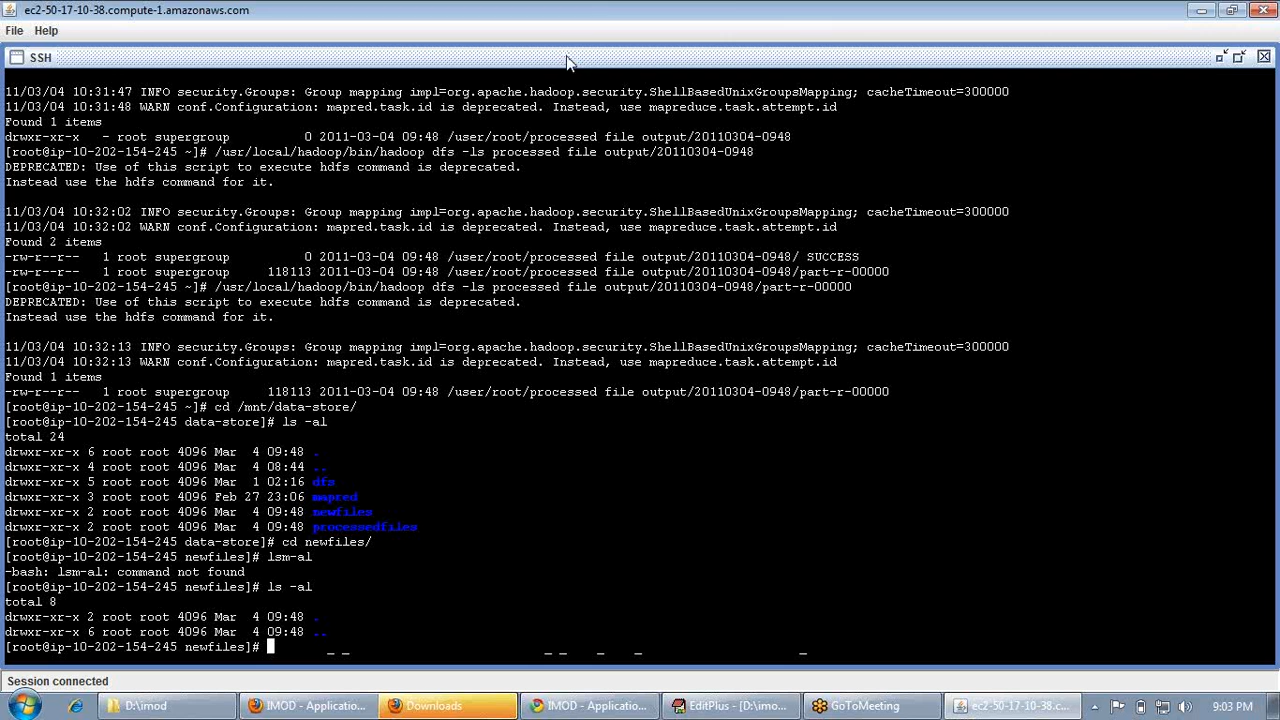 ec2-50-17-10-38.compute-1.amazonaws.com
File Help
SSH
11/03/04 10:31:47 INFO security.Groups: Group mapping impl=org.apache.hadoop.security.ShellBasedUnixGroupsMapping; cacheTimeout=300000
11/03/04 10:31:48 WARN conf.Configuration: mapred.task.id is deprecated. Instead, use mapreduce.task.attempt.id
Found 1 items
drwxr-xr-x   - root supergroup          0 2011-03-04 09:48 /user/root/processed file output/20110304-0948
[root@ip-10-202-154-245 ~]# /usr/local/hadoop/bin/hadoop dfs -ls processed file output/20110304-0948
DEPRECATED: Use of this script to execute hdfs command is deprecated.
Instead use the hdfs command for it.
11/03/04 10:32:02 INFO security.Groups: Group mapping impl=org.apache.hadoop.security.ShellBasedUnixGroupsMapping; cacheTimeout=300000
11/03/04 10:32:02 WARN conf.Configuration: mapred.task.id is deprecated. Instead, use mapreduce.task.attempt.id
Found 2 items
-rw-r--r--   1 root supergroup          0 2011-03-04 09:48 /user/root/processed file output/20110304-0948/ SUCCESS
-rw-r--r--   1 root supergroup     118113 2011-03-04 09:48 /user/root/processed file output/20110304-0948/part-r-00000
[root@ip-10-202-154-245 ~]# /usr/local/hadoop/bin/hadoop dfs -ls processed file output/20110304-0948/part-r-00000
DEPRECATED: Use of this script to execute hdfs command is deprecated.
Instead use the hdfs command for it.
11/03/04 10:32:13 INFO security.Groups: Group mapping impl=org.apache.hadoop.security.ShellBasedUnixGroupsMapping; cacheTimeout=300000
11/03/04 10:32:13 WARN conf.Configuration: mapred.task.id is deprecated. Instead, use mapreduce.task.attempt.id
Found 1 items
-rw-r--r--   1 root supergroup     118113 2011-03-04 09:48 /user/root/processed file output/20110304-0948/part-r-00000
[root@ip-10-202-154-245 ~]# cd /mnt/data-store/
[root@ip-10-202-154-245 data-store]# ls -al
total 24
drwxr-xr-x 6 root root 4096 Mar  4 09:48 .
drwxr-xr-x 4 root root 4096 Mar  4 08:44 ..
drwxr-xr-x 5 root root 4096 Mar  1 02:16 dfs
drwxr-xr-x 3 root root 4096 Feb 27 23:06 mapred
drwxr-xr-x 2 root root 4096 Mar  4 09:48 newfiles
drwxr-xr-x 2 root root 4096 Mar  4 09:48 processedfiles
[root@ip-10-202-154-245 data-store]# cd newfiles/
[root@ip-10-202-154-245 newfiles]# lsm-al
-bash: lsm-al: command not found
[root@ip-10-202-154-245 newfiles]# ls -al
total 8
drwxr-xr-x 2 root root 4096 Mar  4 09:48 .
drwxr-xr-x 6 root root 4096 Mar  4 09:48 ..
[root@ip-10-202-154-245 newfiles]#
Session connected
D:\imod IMOD - Applicatio... Downloads IMOD - Applicatio... EditPlus - [D:\imo... GoToMeeting ec2-50-17-10-38.c... 9:03 PM